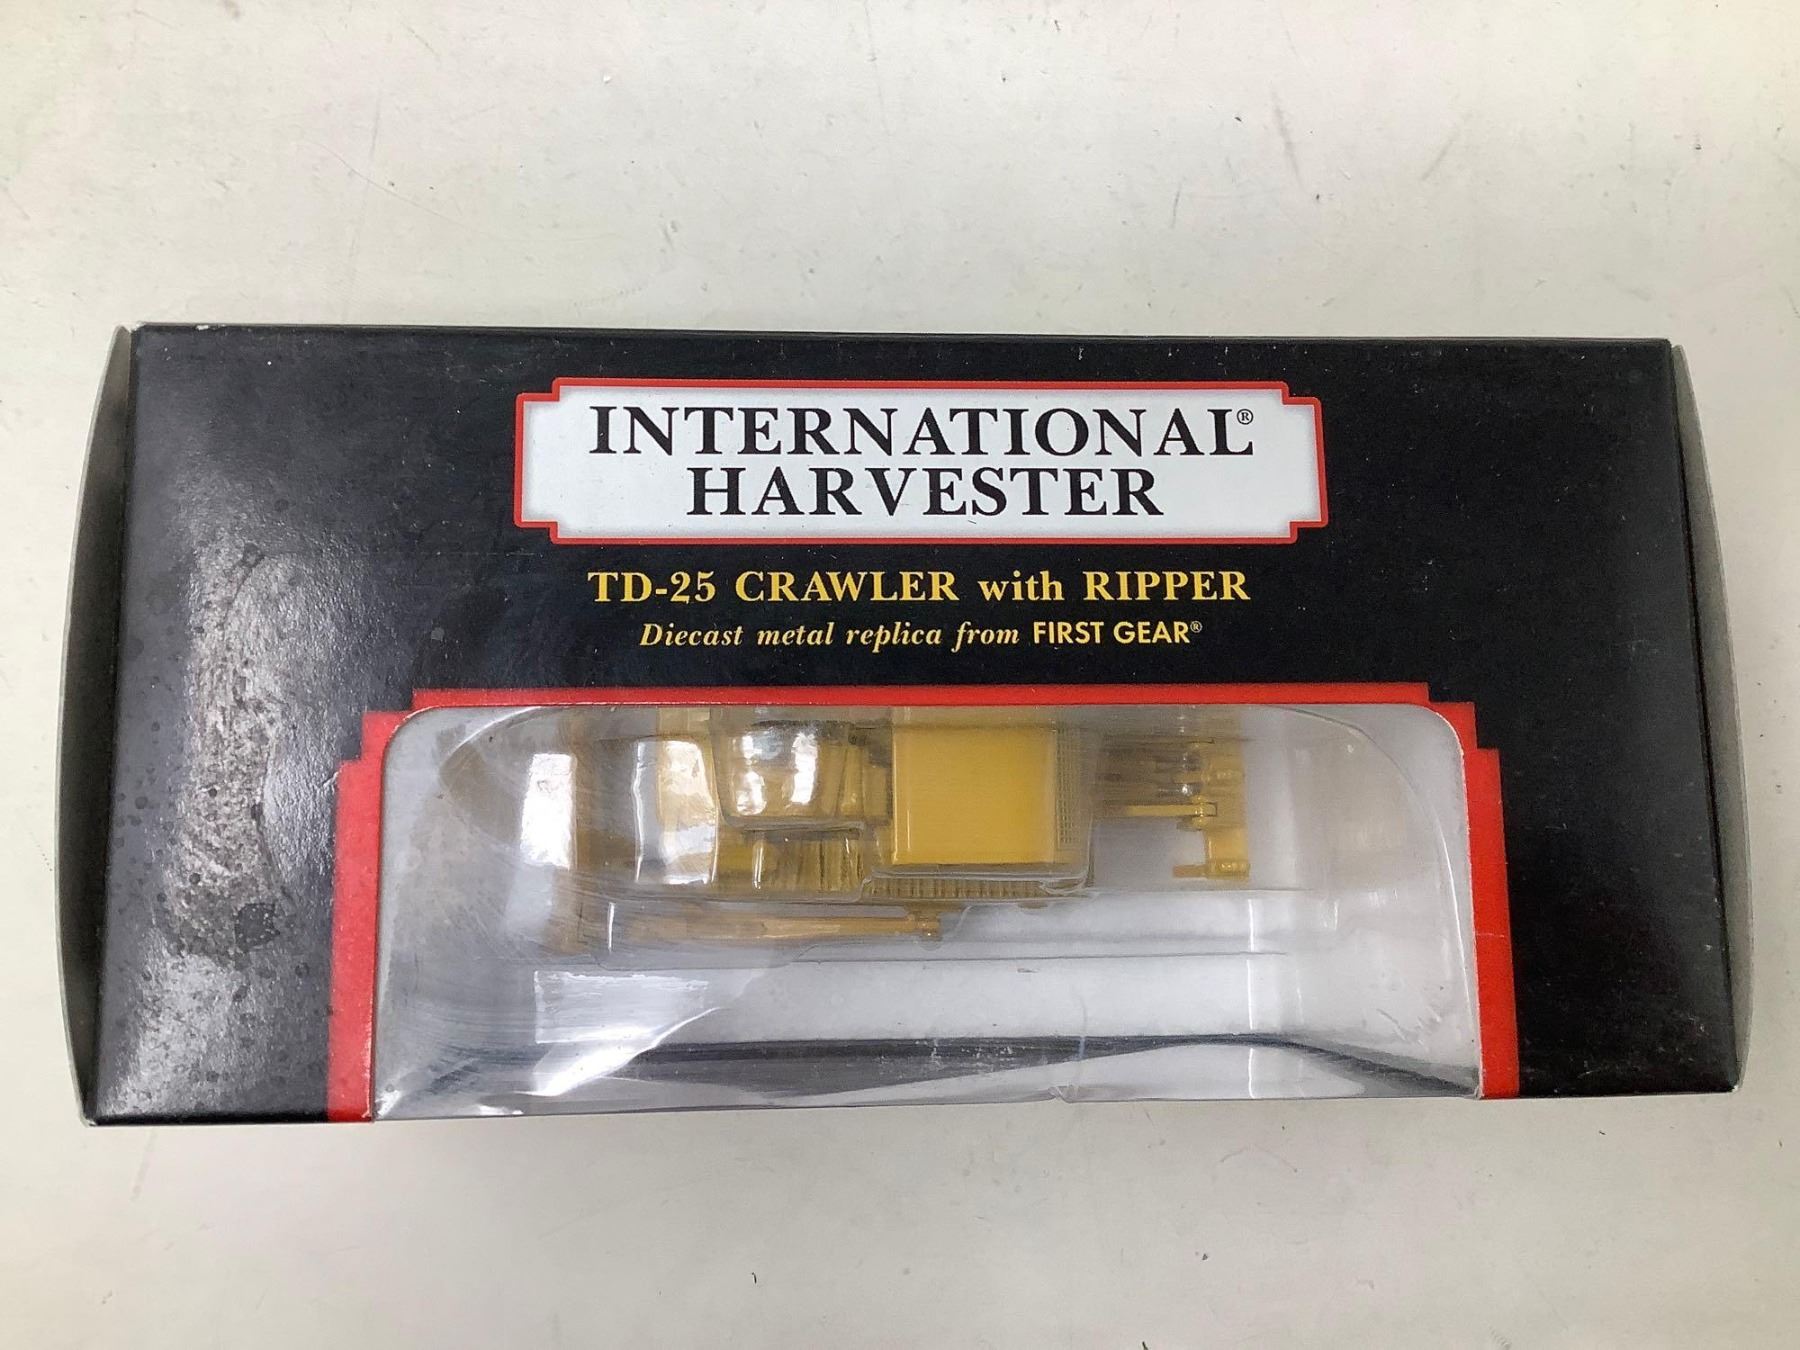 INTERNATIONAL®
HARVESTER
TD-25 CRAWLER with RIPPER
Diecast metal replica from FIRST GEAR®